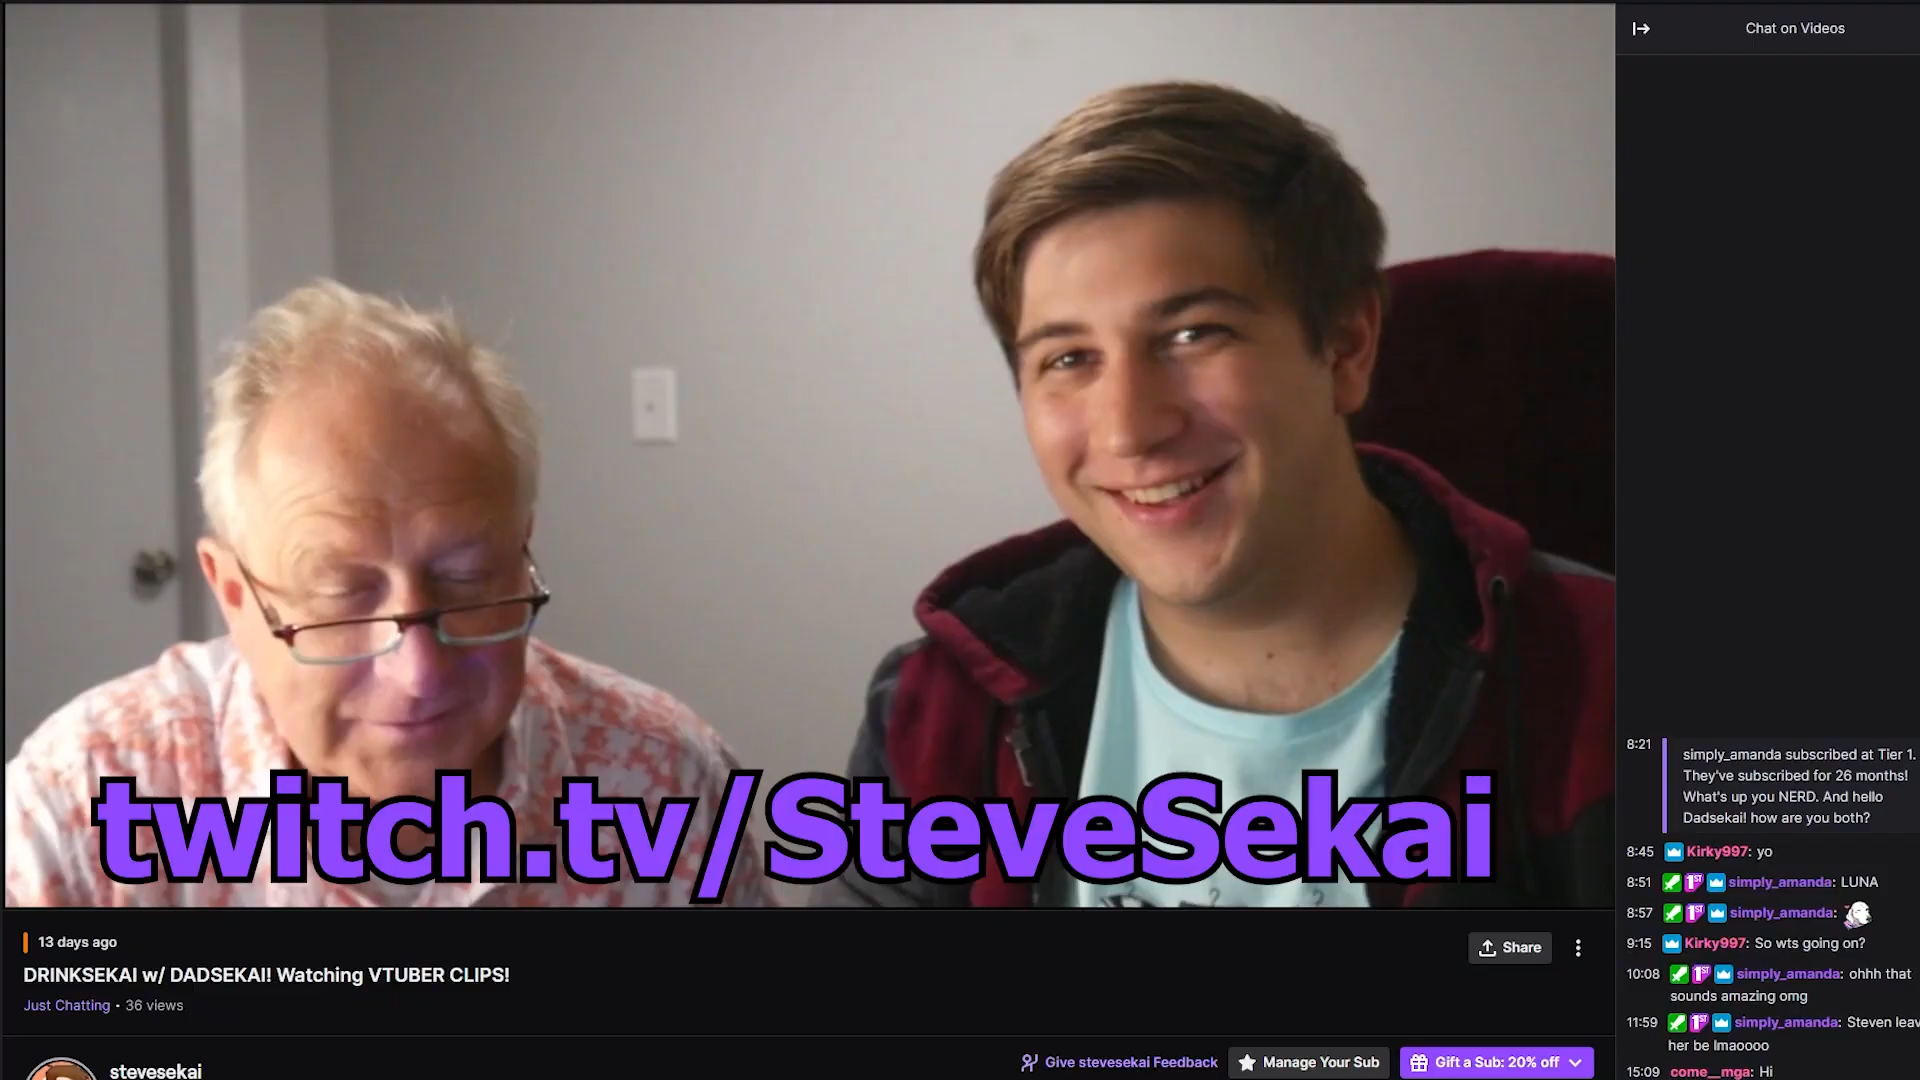 Chat on Videos
twitch.tv/SteveSekai
8:21
simply_amanda subscribed at Tier 1.
They've subscribed for 26 months!
What's up you NERD. And hello
Dadsekai! how are you both?
8:45 Kirky997: yo
8:51 1ST simply_amanda: LUNA
8:57 1ST simply_amanda:
9:15 Kirky997: So wts going on?
10:08 1ST simply_amanda: ohhh that
sounds amazing omg
11:59 1ST simply_amanda: Steven leav
her be lmaoooo
15:09 come__mga: Hi
13 days ago
Share
DRINKSEKAI w/ DADSEKAI! Watching VTUBER CLIPS!
Just Chatting • 36 views
stevesekai
Give stevesekai Feedback
Manage Your Sub
Gift a Sub: 20% off